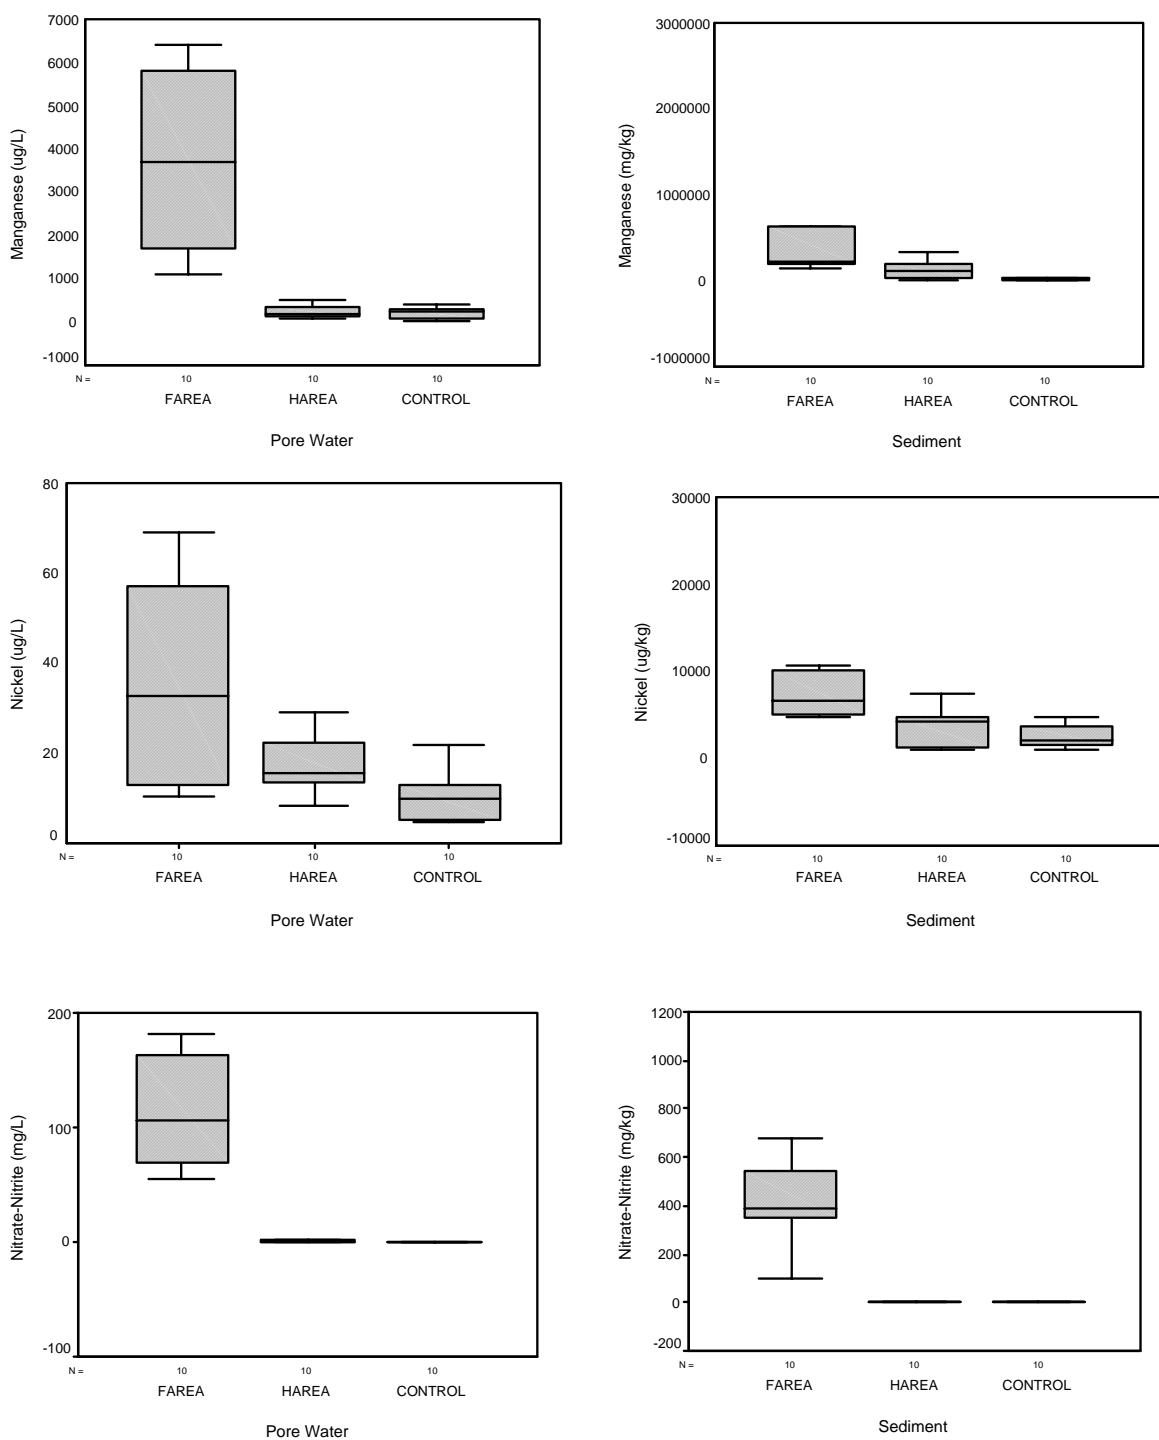 7000
6000
5000
4000
3000
2000
1000
0
-1000
Manganese (ug/L)
N =
10
10
10
FAREA
HAREA
CONTROL
Pore Water
3000000
2000000
1000000
0
-1000000
Manganese (mg/kg)
N =
10
10
10
FAREA
HAREA
CONTROL
Sediment
80
60
40
20
0
Nickel (ug/L)
N =
10
10
10
FAREA
HAREA
CONTROL
Pore Water
30000
20000
10000
0
-10000
Nickel (ug/kg)
N =
10
10
10
FAREA
HAREA
CONTROL
Sediment
200
100
0
-100
Nitrate-Nitrite (mg/L)
N =
10
10
10
FAREA
HAREA
CONTROL
Pore Water
1200
1000
800
600
400
200
0
-200
Nitrate-Nitrite (mg/kg)
N =
10
10
10
FAREA
HAREA
CONTROL
Sediment